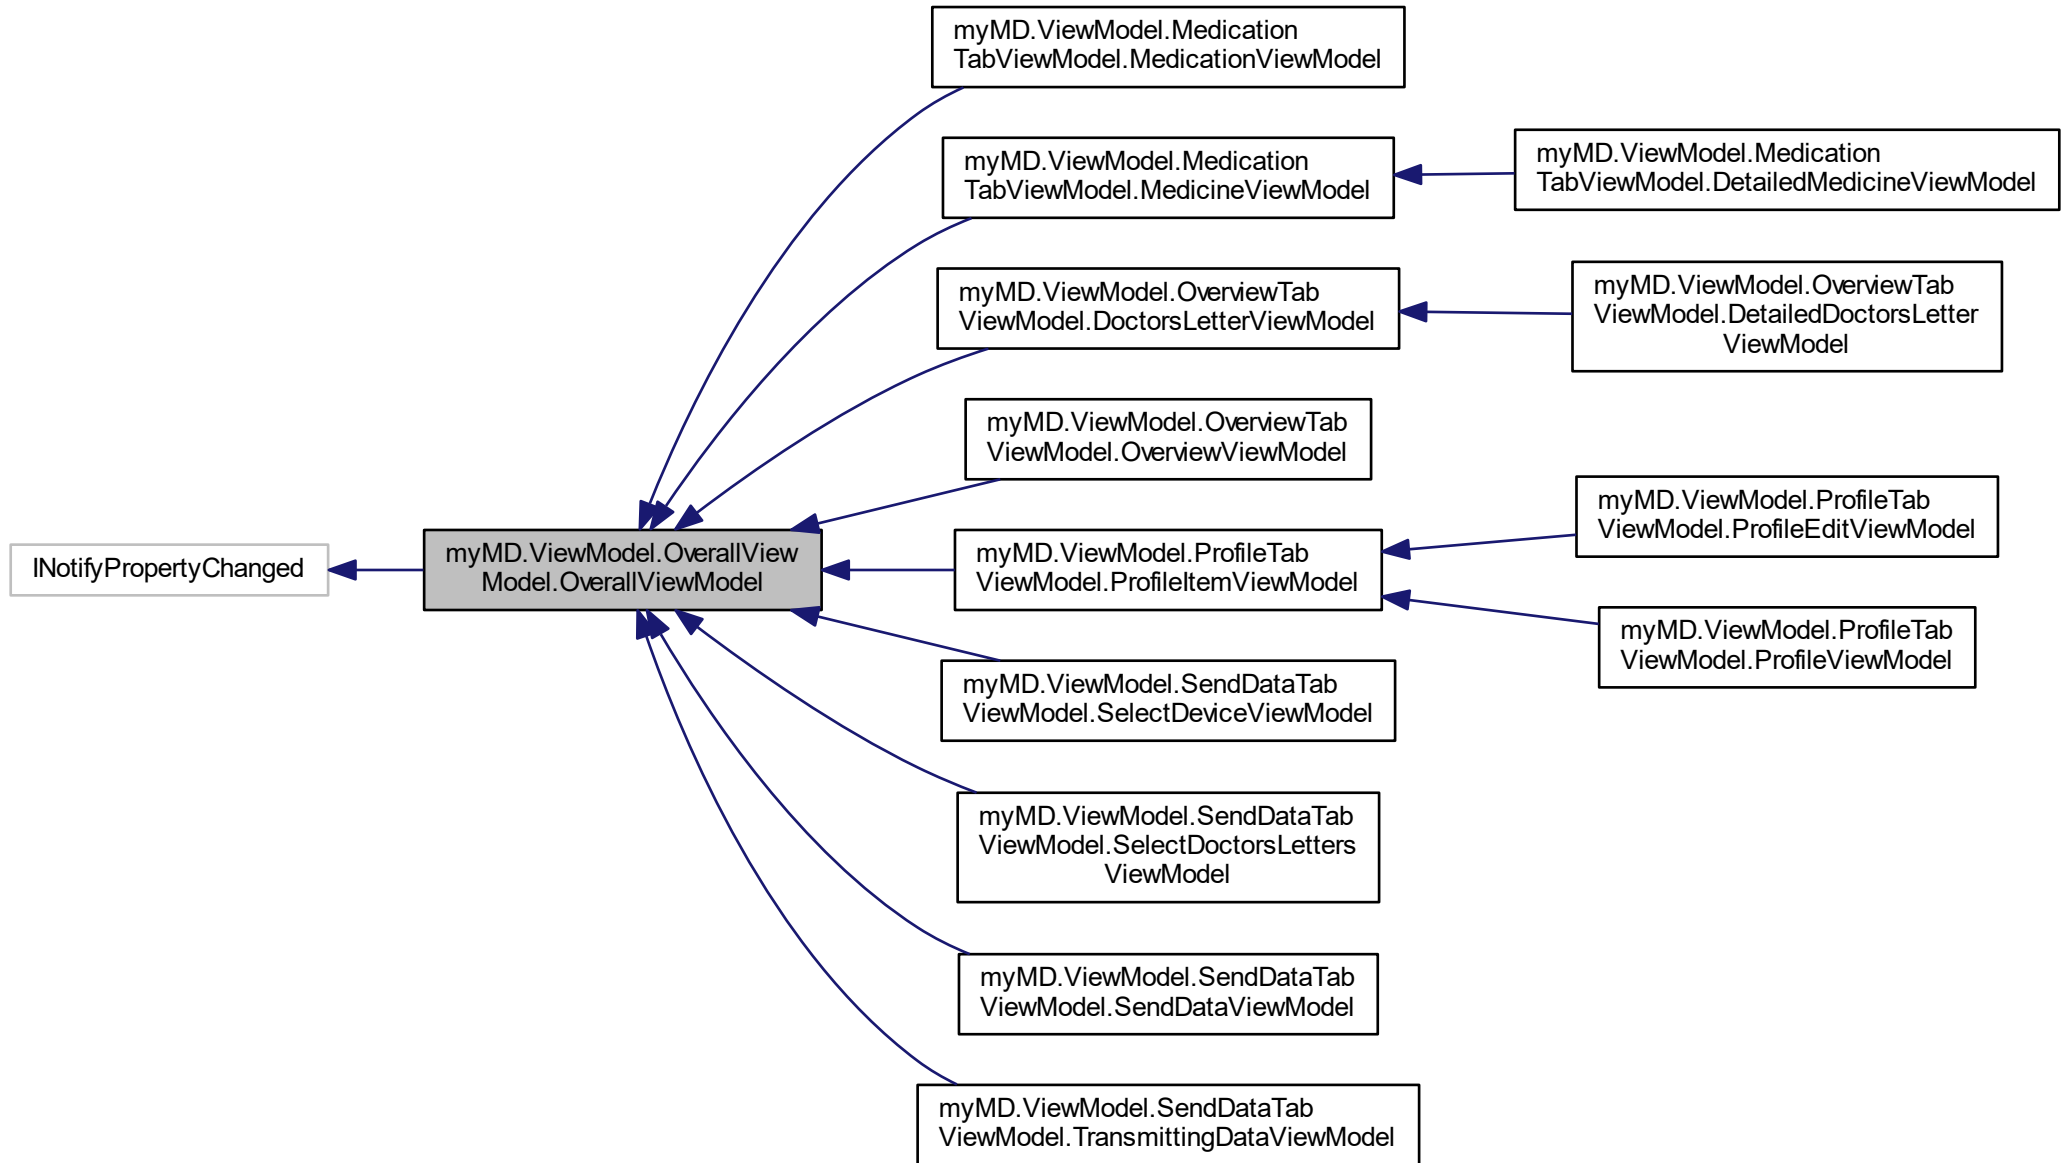 INotifyPropertyChanged
myMD.ViewModel.OverallView
Model.OverallViewModel
myMD.ViewModel.Medication
TabViewModel.MedicationViewModel
myMD.ViewModel.Medication
TabViewModel.MedicineViewModel
myMD.ViewModel.Medication
TabViewModel.DetailedMedicineViewModel
myMD.ViewModel.OverviewTab
ViewModel.DoctorsLetterViewModel
myMD.ViewModel.OverviewTab
ViewModel.DetailedDoctorsLetter
ViewModel
myMD.ViewModel.OverviewTab
ViewModel.OverviewViewModel
myMD.ViewModel.ProfileTab
ViewModel.ProfileItemViewModel
myMD.ViewModel.ProfileTab
ViewModel.ProfileEditViewModel
myMD.ViewModel.ProfileTab
ViewModel.ProfileViewModel
myMD.ViewModel.SendDataTab
ViewModel.SelectDeviceViewModel
myMD.ViewModel.SendDataTab
ViewModel.SelectDoctorsLetters
ViewModel
myMD.ViewModel.SendDataTab
ViewModel.SendDataViewModel
myMD.ViewModel.SendDataTab
ViewModel.TransmittingDataViewModel